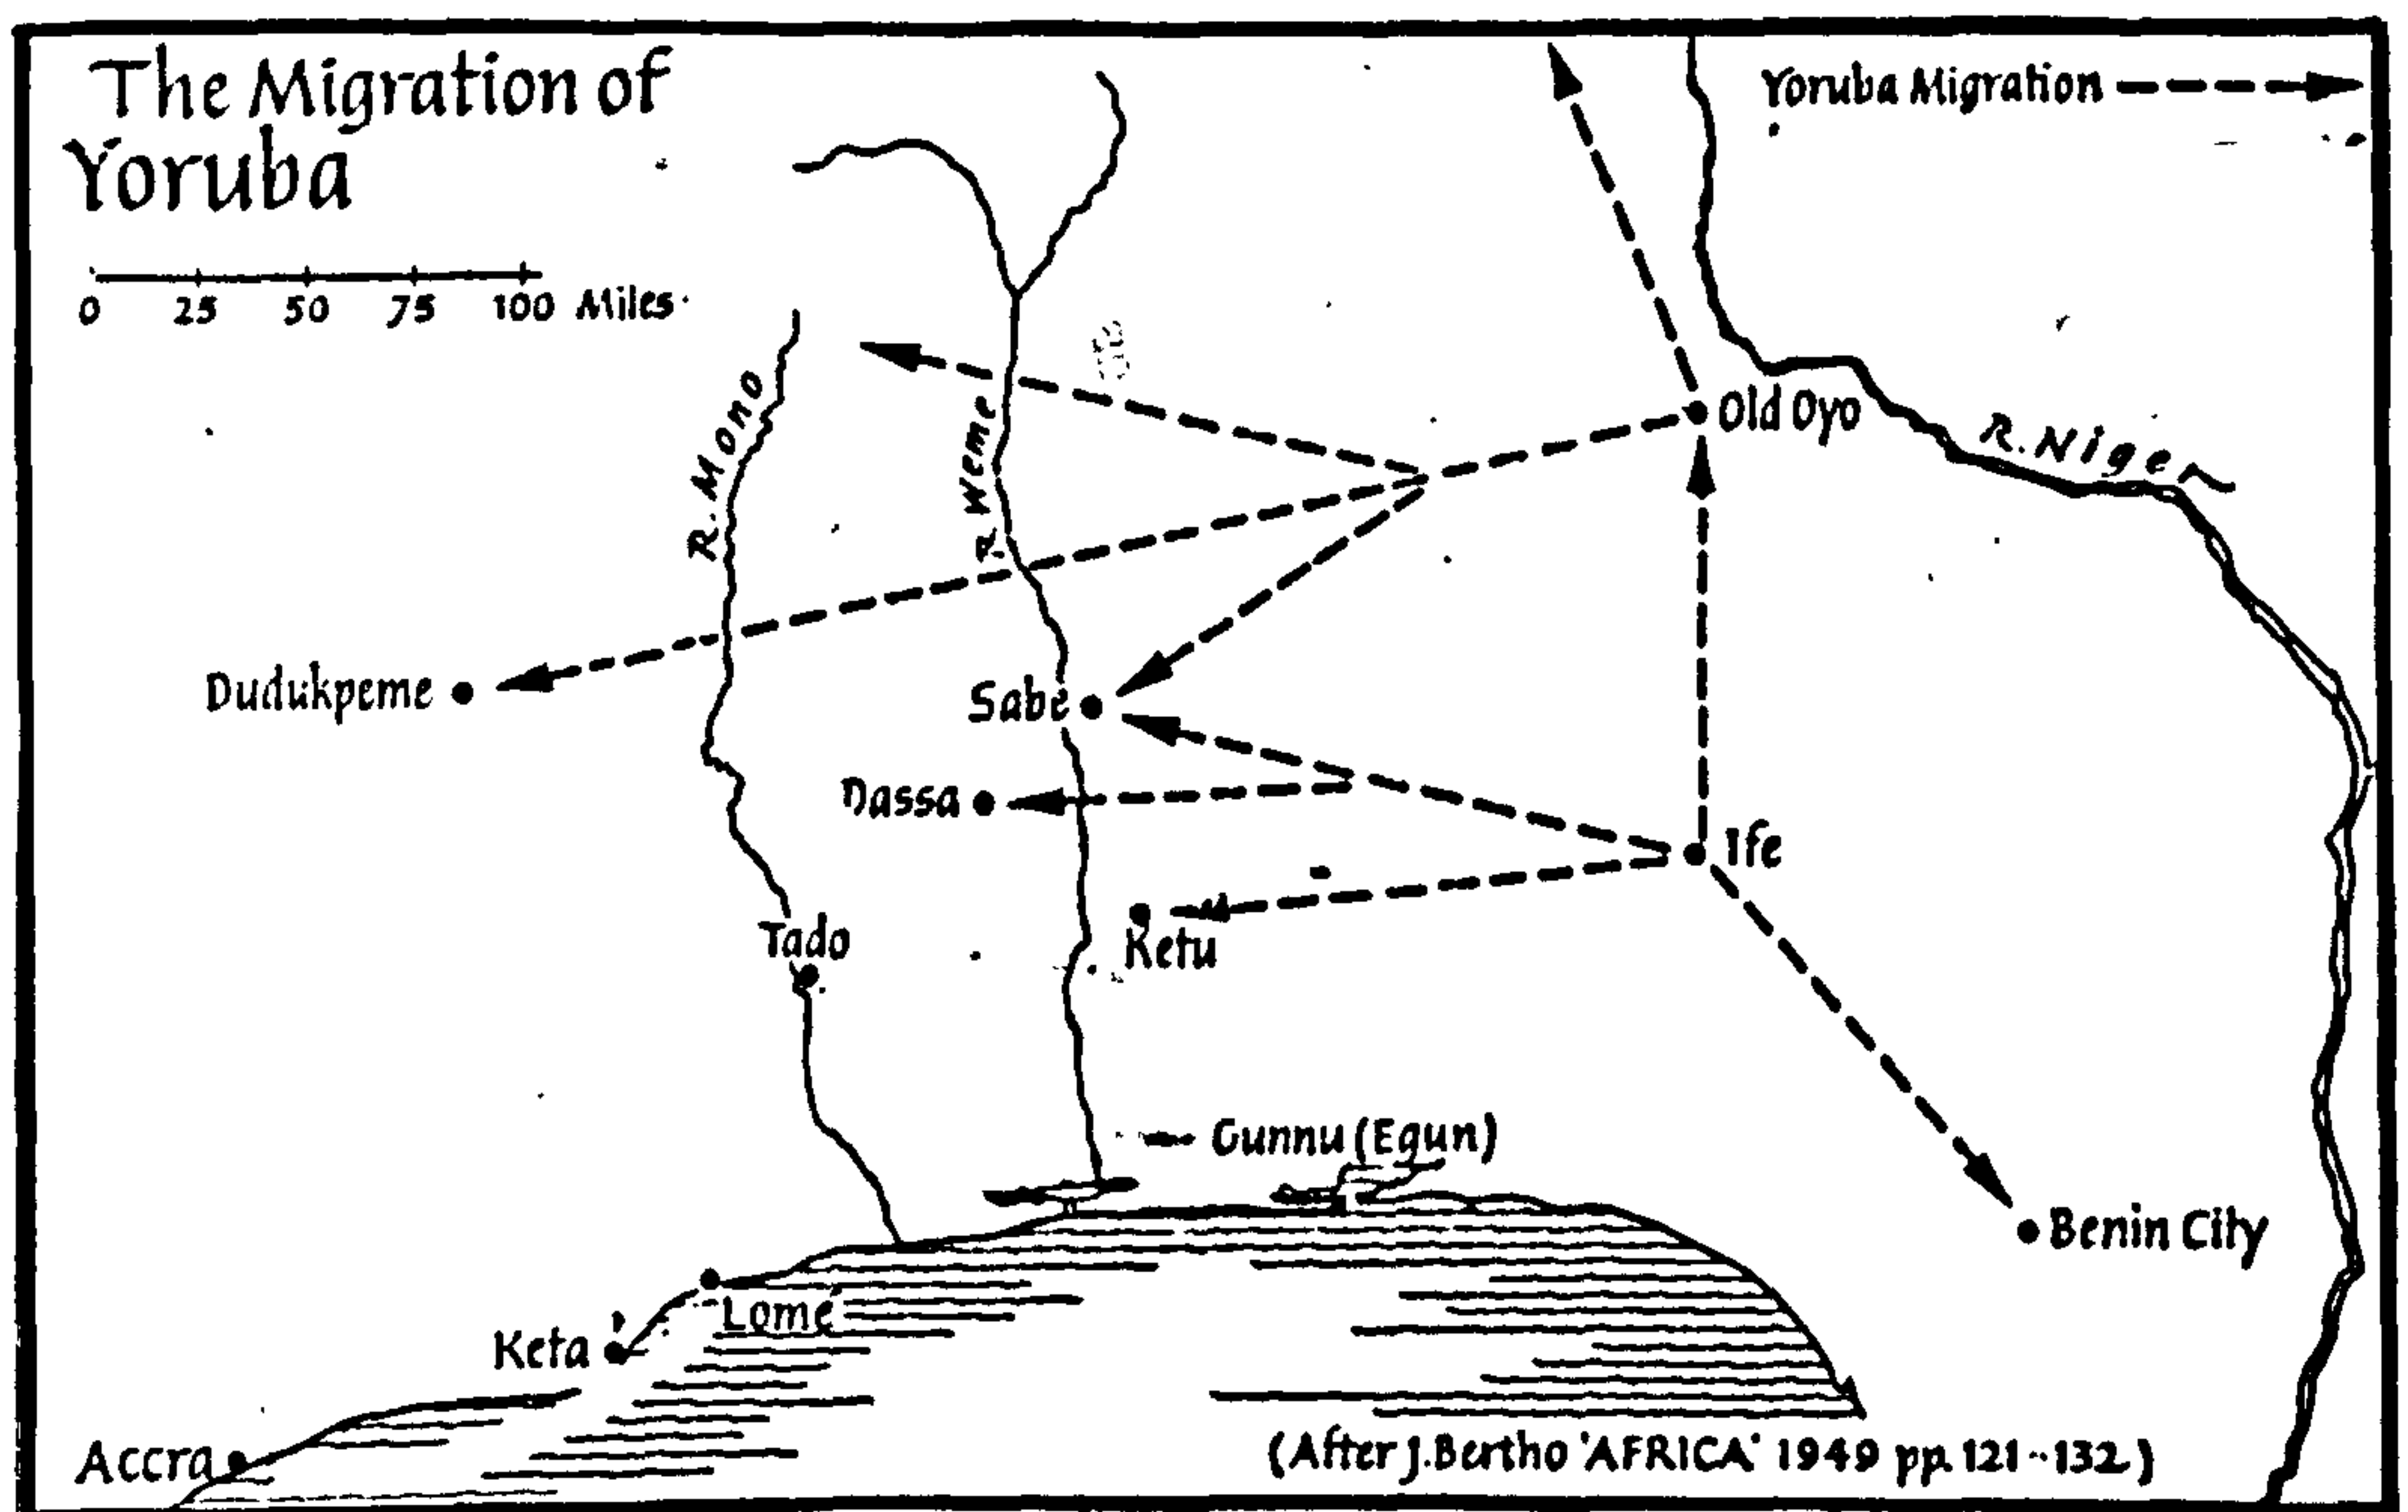 The Migration of
Yoruba
Yoruba Migration
0 25 50 75 100 Miles
R. Mono
R. Weme
Old Oyo
R. Niger
Dudukpeme
Sabe
Dassa
Ife
Tado
Ketu
Gunnu (Egun)
Benin City
Lomé
Keta
Accra
(After J. Bertho 'AFRICA' 1949 pp. 121--132.)